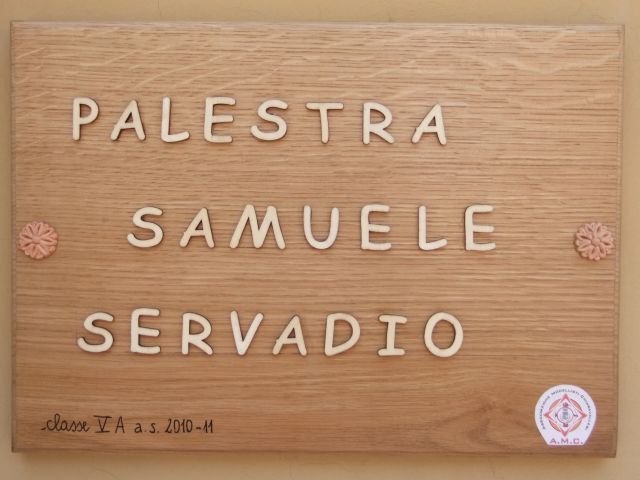 PALESTRA
SAMUELE
SERVADIO
classe V A a.s. 2010-11
A.M.C.